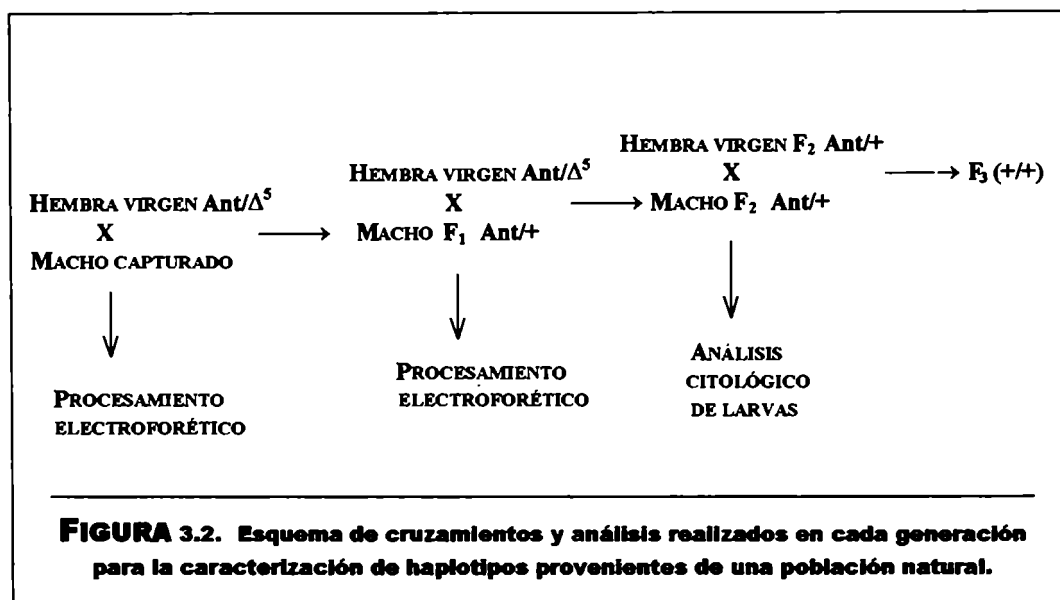 HEMBRA VIRGEN Ant/Δ⁵
X
MACHO CAPTURADO
PROCESAMIENTO
ELECTROFORÉTICO
HEMBRA VIRGEN Ant/Δ⁵
X
MACHO F₁ Ant/+
PROCESAMIENTO
ELECTROFORÉTICO
HEMBRA VIRGEN F₂ Ant/+
X
MACHO F₂ Ant/+
ANÁLISIS
CITOLÓGICO
DE LARVAS
F₃ (+/+)
FIGURA 3.2. Esquema de cruzamientos y análisis realizados en cada generación
para la caracterización de haplotipos provenientes de una población natural.